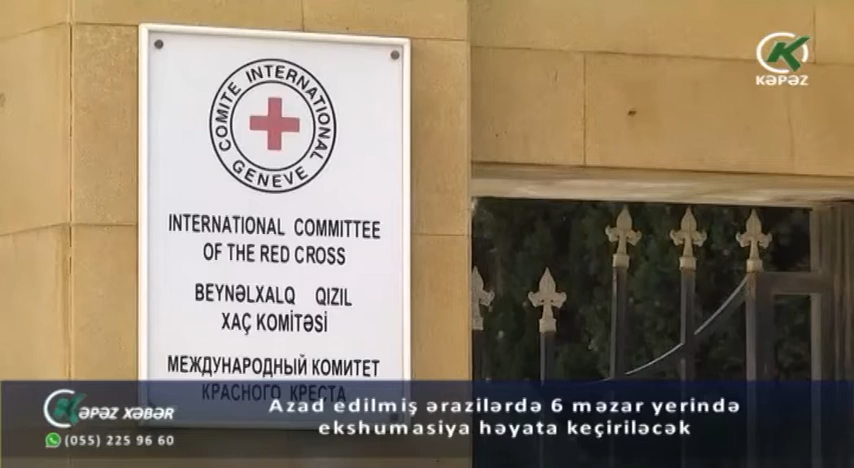 KƏPƏZ
COMITE INTERNATIONAL GENEVE
INTERNATIONAL COMMITTEE
OF THE RED CROSS
BEYNƏLXALQ QIZIL
XAÇ KOMİTƏSİ
МЕЖДУНАРОДНЫЙ КОМИТЕТ
КРАСНОГО КРЕСТА
KƏPƏZ XƏBƏR
(055) 225 96 60
Azad edilmiş ərazilərdə 6 məzar yerində
ekshumasiya həyata keçiriləcək